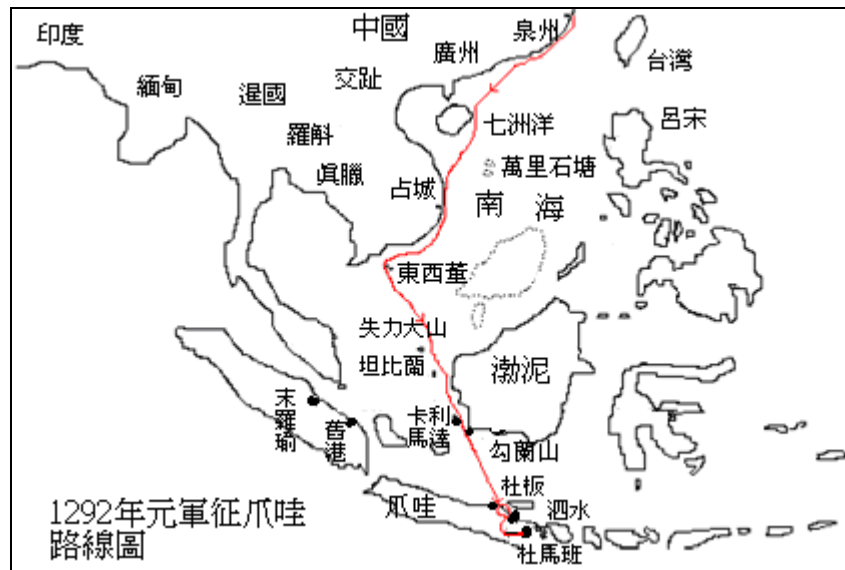 中國
泉州
印度
廣州
台灣
緬甸
交趾
暹國
七洲洋
呂宋
羅斛
萬里石塘
眞臘
占城
南海
東西董
失力大山
坦比蘭
渤泥
末羅瑜
舊港
卡利馬達
勾蘭山
杜板
爪哇
泗水
杜馬班
1292年元軍征爪哇
路線圖